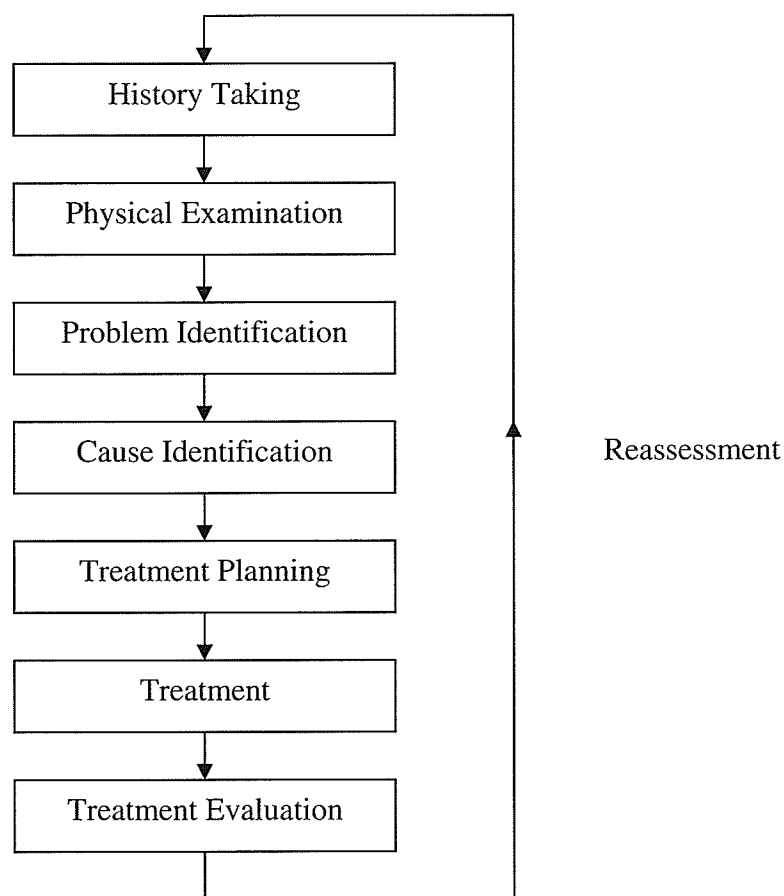 History Taking
Physical Examination
Problem Identification
Cause Identification
Reassessment
Treatment Planning
Treatment
Treatment Evaluation